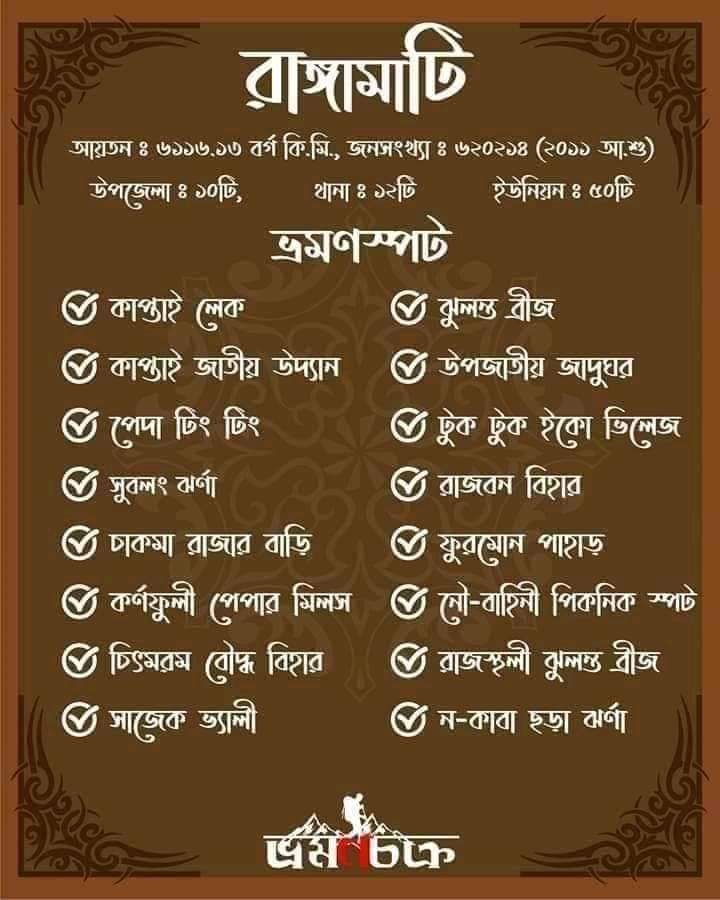 রাঙ্গামাটি
আয়তন ঃ ৬১১৬.১৩ বর্গ কি.মি., জনসংখ্যা ঃ ৬২০২১৪ (২০১১ আ.শু)
উপজেলা ঃ ১০টি, থানা ঃ ১২টি ইউনিয়ন ঃ ৫০টি
ভ্রমণস্পট
কাপ্তাই লেক
কাপ্তাই জাতীয় উদ্যান
পেদা টিং টিং
সুবলং ঝর্ণা
চাকমা রাজার বাড়ি
কর্ণফুলী পেপার মিলস
চিৎমরম বৌদ্ধ বিহার
সাজেক ভ্যালী
ঝুলন্ত ব্রীজ
উপজাতীয় জাদুঘর
টুক টুক ইকো ভিলেজ
রাজবন বিহার
ফুরমোন পাহাড়
নৌ-বাহিনী পিকনিক স্পট
রাজস্থলী ঝুলন্ত ব্রীজ
ন-কাবা ছড়া ঝর্ণা
ভ্রমনচক্র